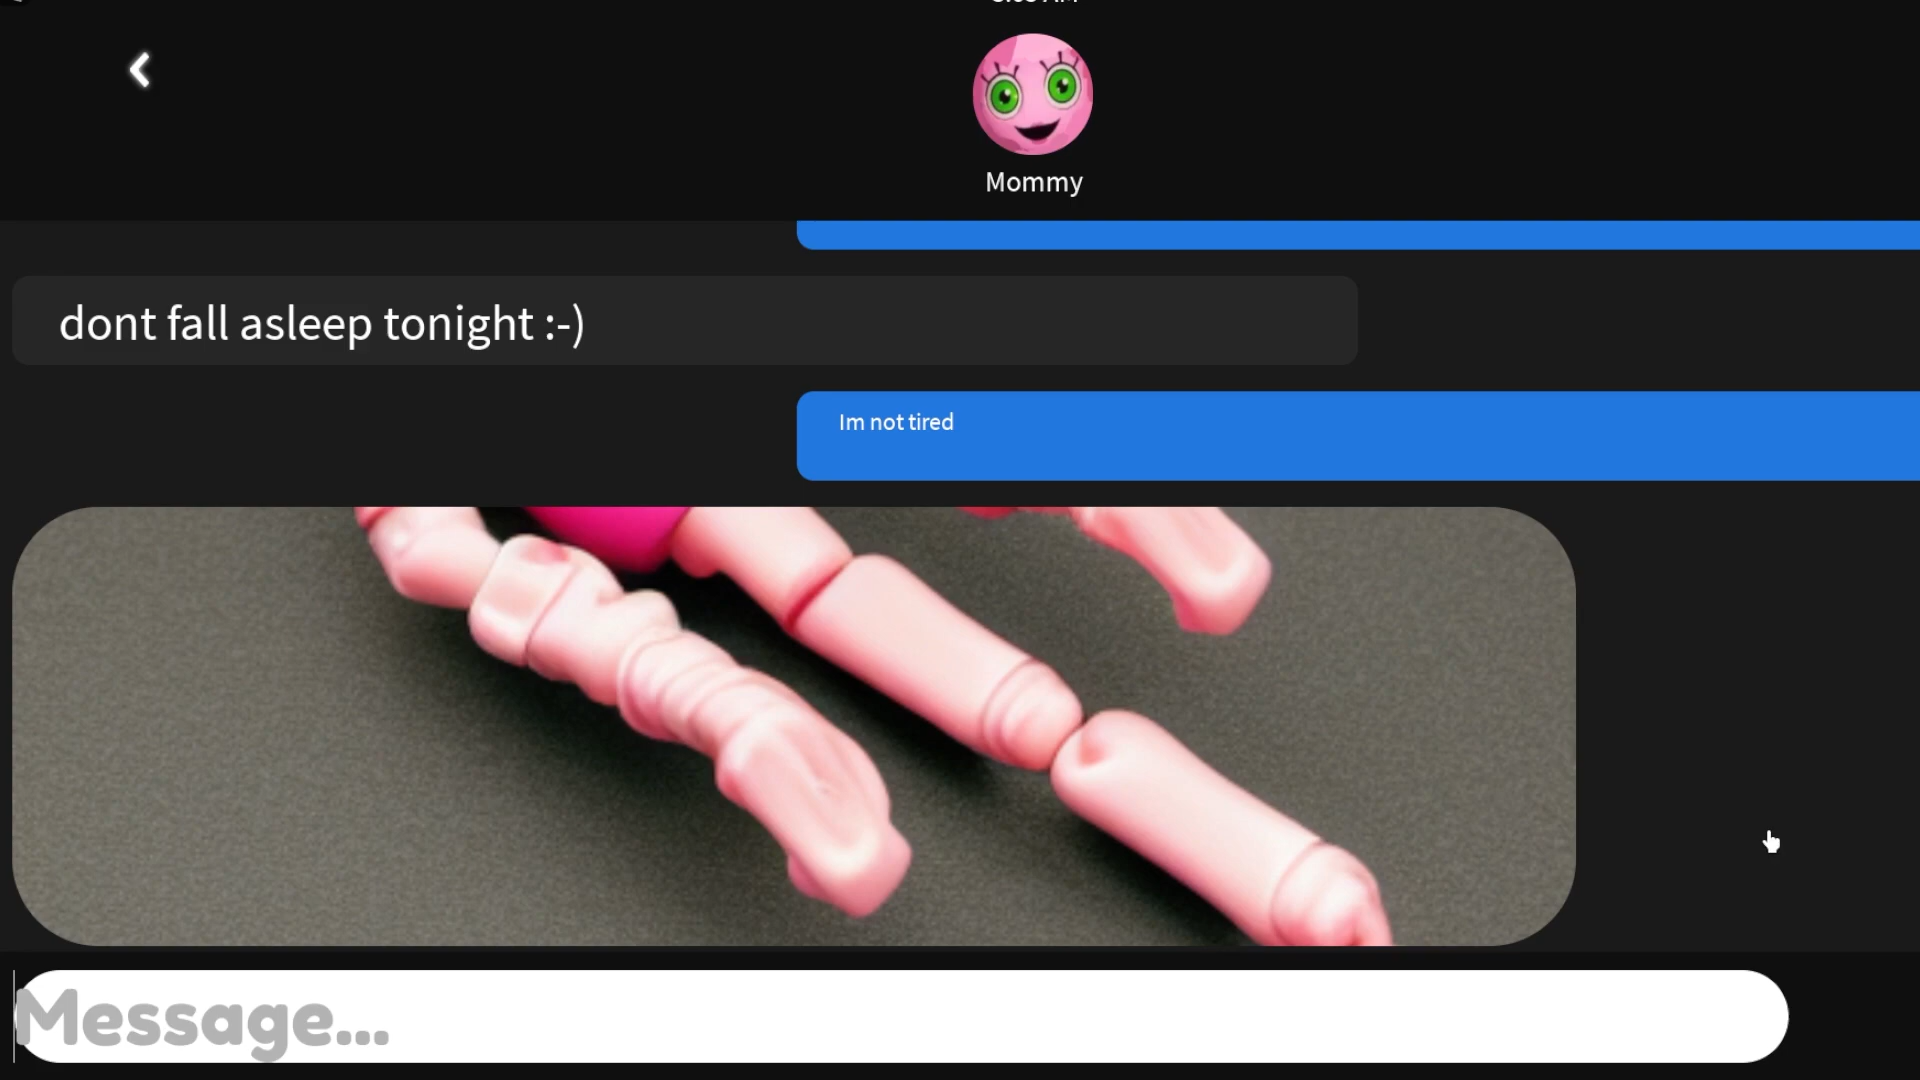 Mommy
dont fall asleep tonight :-)
Im not tired
Message...